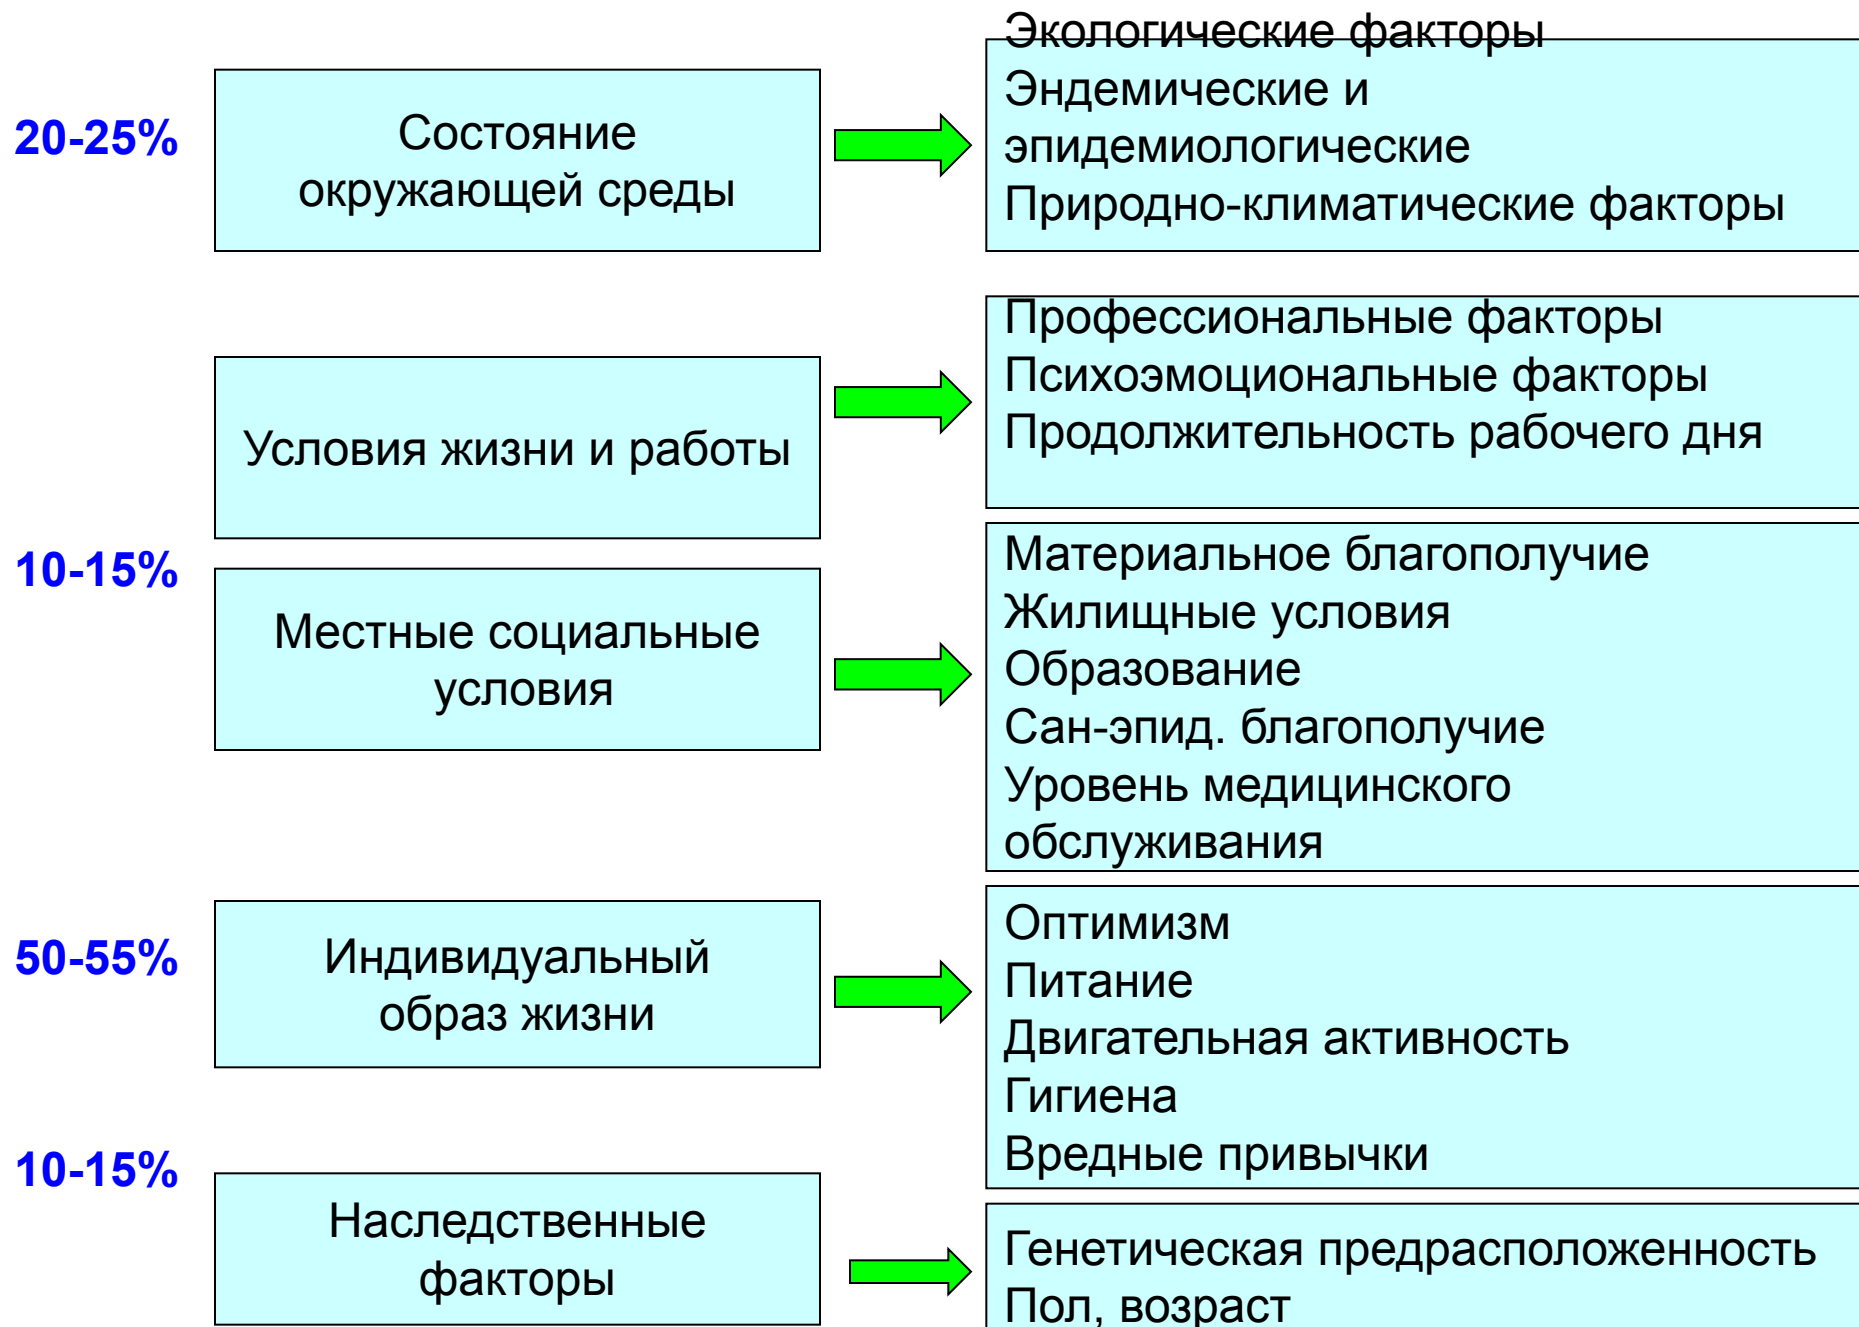 20-25%
Состояние
окружающей среды
Экологические факторы
Эндемические и
эпидемиологические
Природно-климатические факторы
Условия жизни и работы
Профессиональные факторы
Психоэмоциональные факторы
Продолжительность рабочего дня
10-15%
Местные социальные
условия
Материальное благополучие
Жилищные условия
Образование
Сан-эпид. благополучие
Уровень медицинского
обслуживания
50-55%
Индивидуальный
образ жизни
Оптимизм
Питание
Двигательная активность
Гигиена
Вредные привычки
10-15%
Наследственные
факторы
Генетическая предрасположенность
Пол, возраст